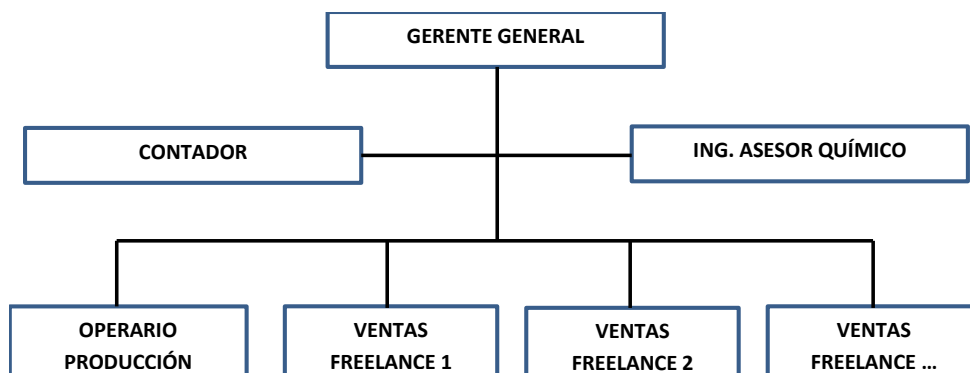 GERENTE GENERAL
CONTADOR
ING. ASESOR QUÍMICO
OPERARIO
PRODUCCIÓN
VENTAS
FREELANCE 1
VENTAS
FREELANCE 2
VENTAS
FREELANCE ...